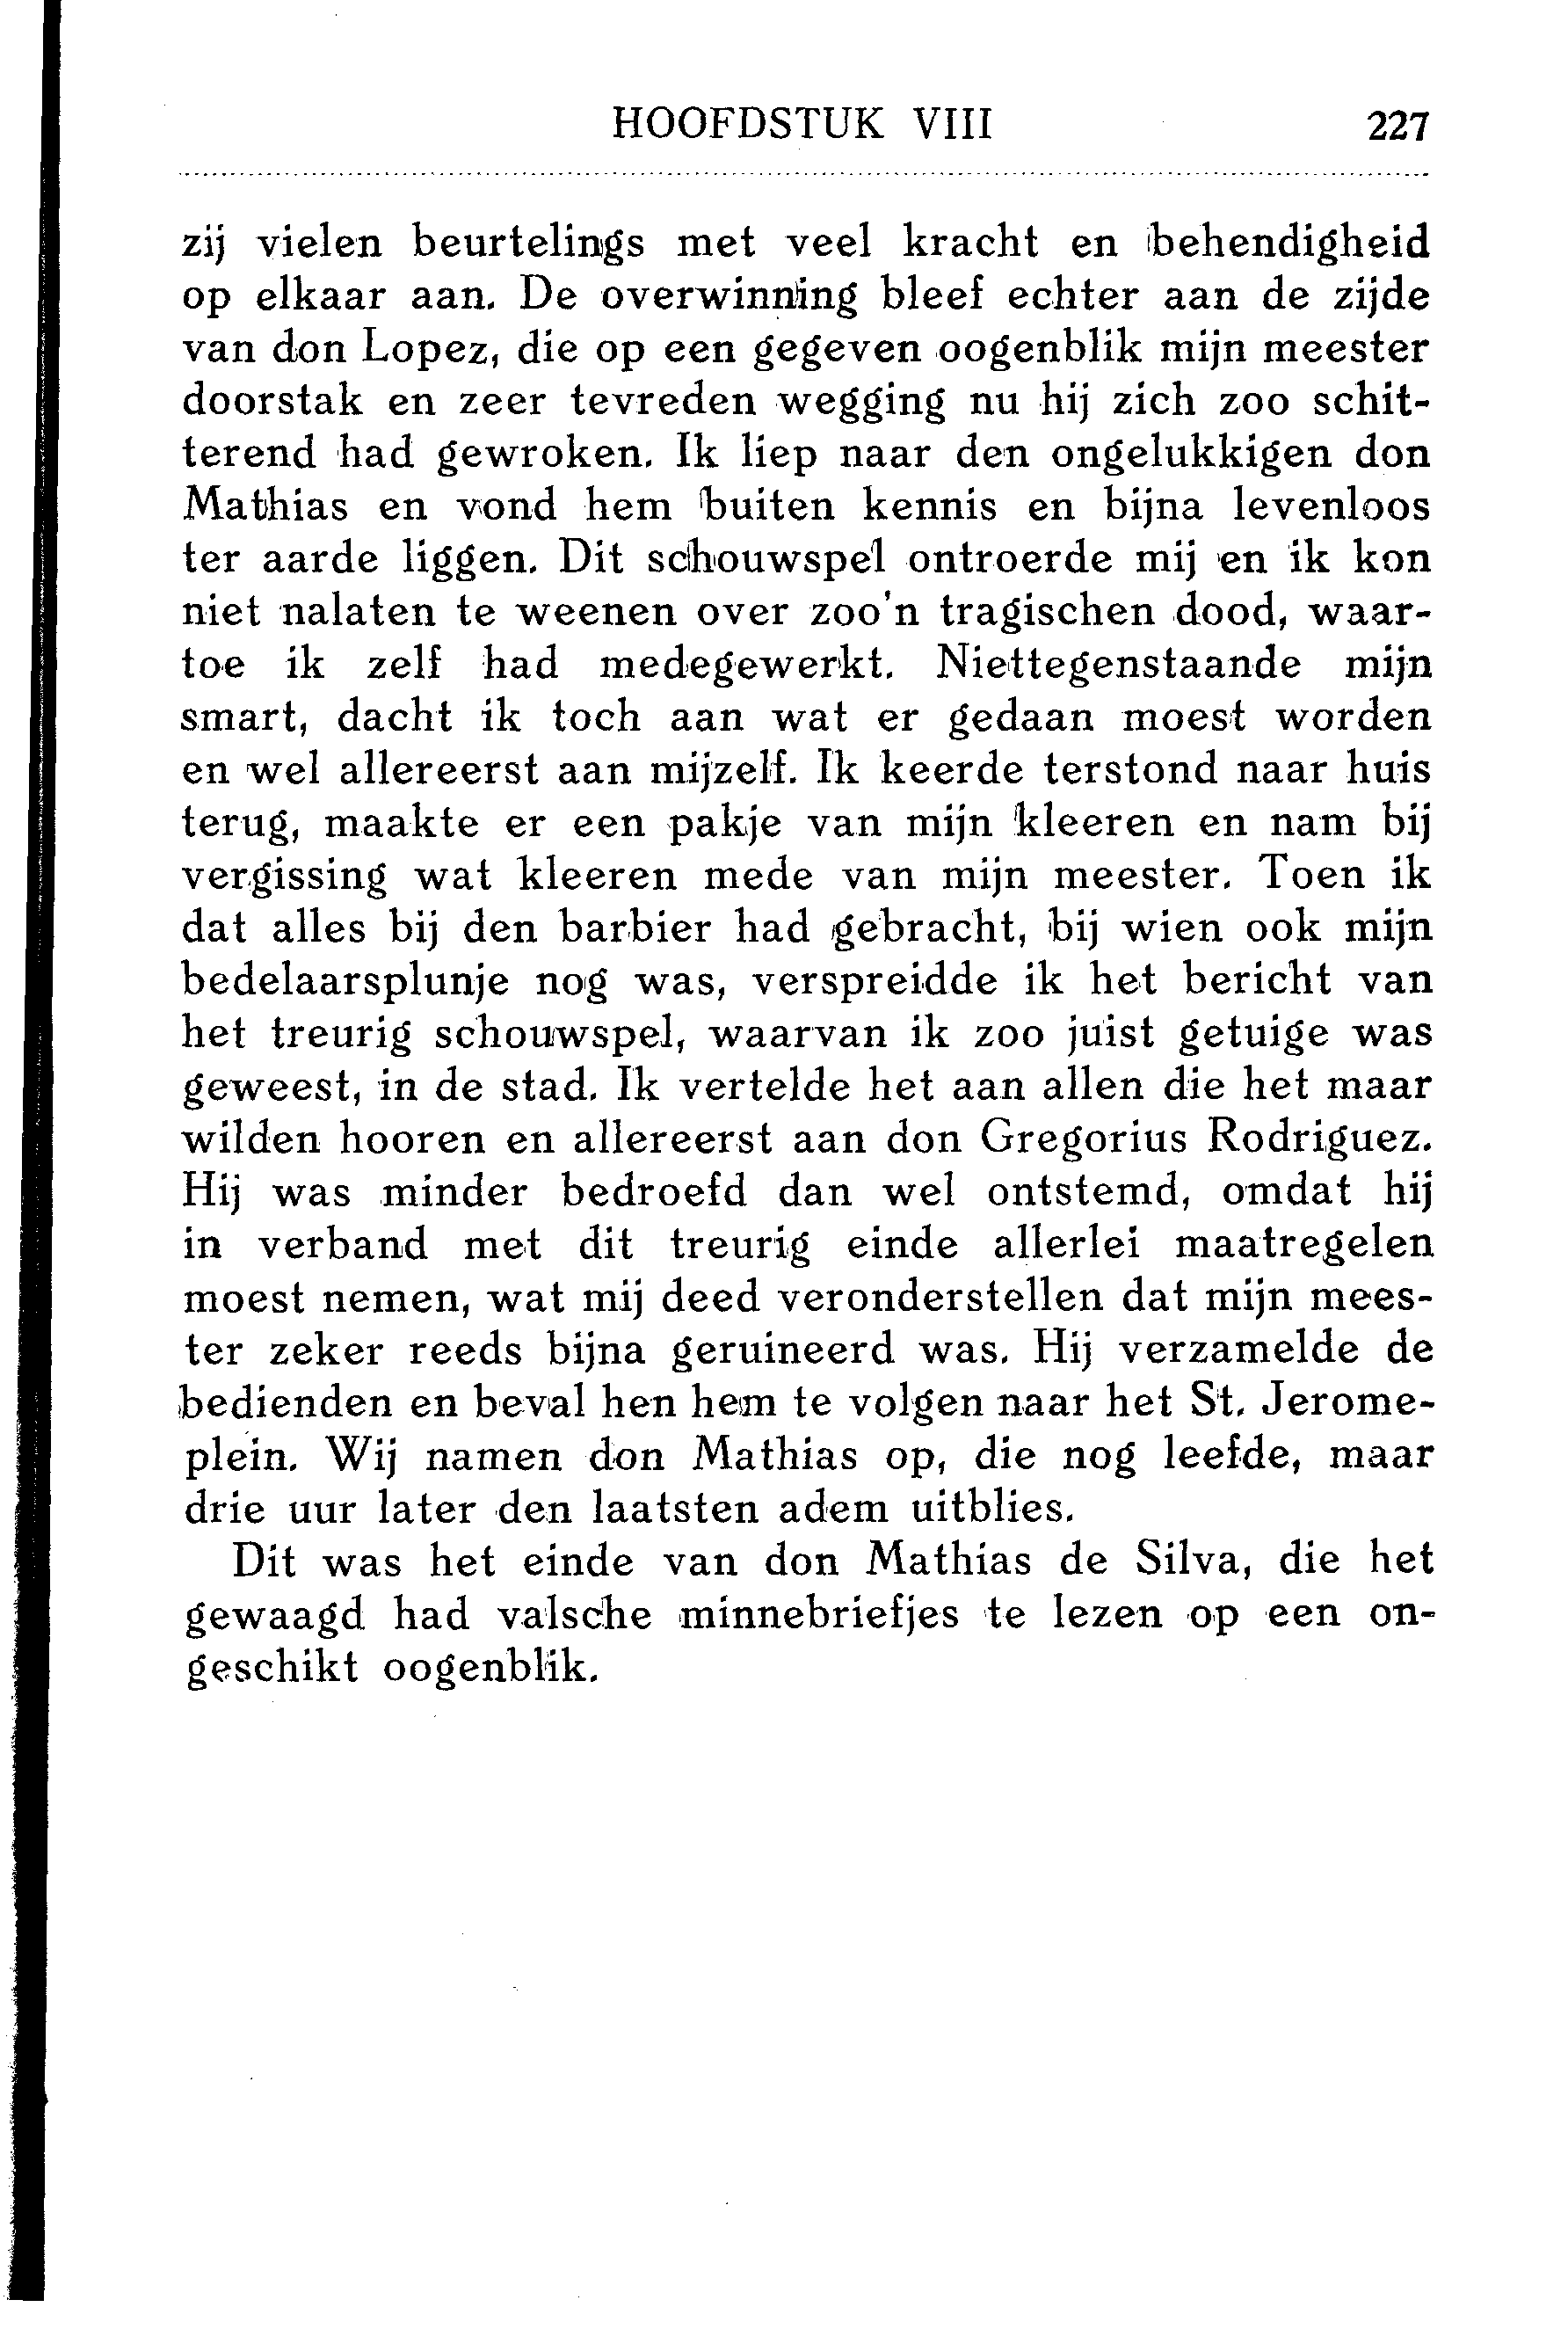 HOOFDSTUK VIII 227
zij vielen beurtelings met veel kracht en behendigheid
op elkaar aan. De overwinning bleef echter aan de zijde
van don Lopez, die op een gegeven oogenblik mijn meester
doorstak en zeer tevreden wegging nu hij zich zoo schit-
terend had gewroken. Ik liep naar den ongelukkigen don
Mathias en vond hem buiten kennis en bijna levenloos
ter aarde liggen. Dit schouwspel ontroerde mij en ik kon
niet nalaten te weenen over zoo'n tragischen dood, waar-
toe ik zelf had medegewerkt. Niettegenstaande mijn
smart, dacht ik toch aan wat er gedaan moest worden
en wel allereerst aan mijzelf. Ik keerde terstond naar huis
terug, maakte er een pakje van mijn kleeren en nam bij
vergissing wat kleeren mede van mijn meester. Toen ik
dat alles bij den barbier had gebracht, bij wien ook mijn
bedelaarsplunje nog was, verspreidde ik het bericht van
het treurig schouwspel, waarvan ik zoo juist getuige was
geweest, in de stad. Ik vertelde het aan allen die het maar
wilden hooren en allereerst aan don Gregorius Rodriguez.
Hij was minder bedroefd dan wel ontstemd, omdat hij
in verband met dit treurig einde allerlei maatregelen
moest nemen, wat mij deed veronderstellen dat mijn mees-
ter zeker reeds bijna geruineerd was. Hij verzamelde de
bedienden en beval hen hem te volgen naar het St. Jerome-
plein. Wij namen don Mathias op, die nog leefde, maar
drie uur later den laatsten adem uitblies.
Dit was het einde van don Mathias de Silva, die het
gewaagd had valsche minnebriefjes te lezen op een on-
geschikt oogenblik.